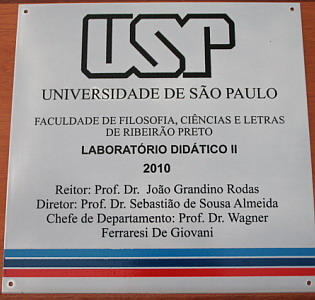 USP
UNIVERSIDADE DE SÃO PAULO
FACULDADE DE FILOSOFIA, CIÊNCIAS E LETRAS
DE RIBEIRÃO PRETO
LABORATÓRIO DIDÁTICO II
2010
Reitor: Prof. Dr. João Grandino Rodas
Diretor: Prof. Dr. Sebastião de Sousa Almeida
Chefe de Departamento: Prof. Dr. Wagner
Ferraresi De Giovani